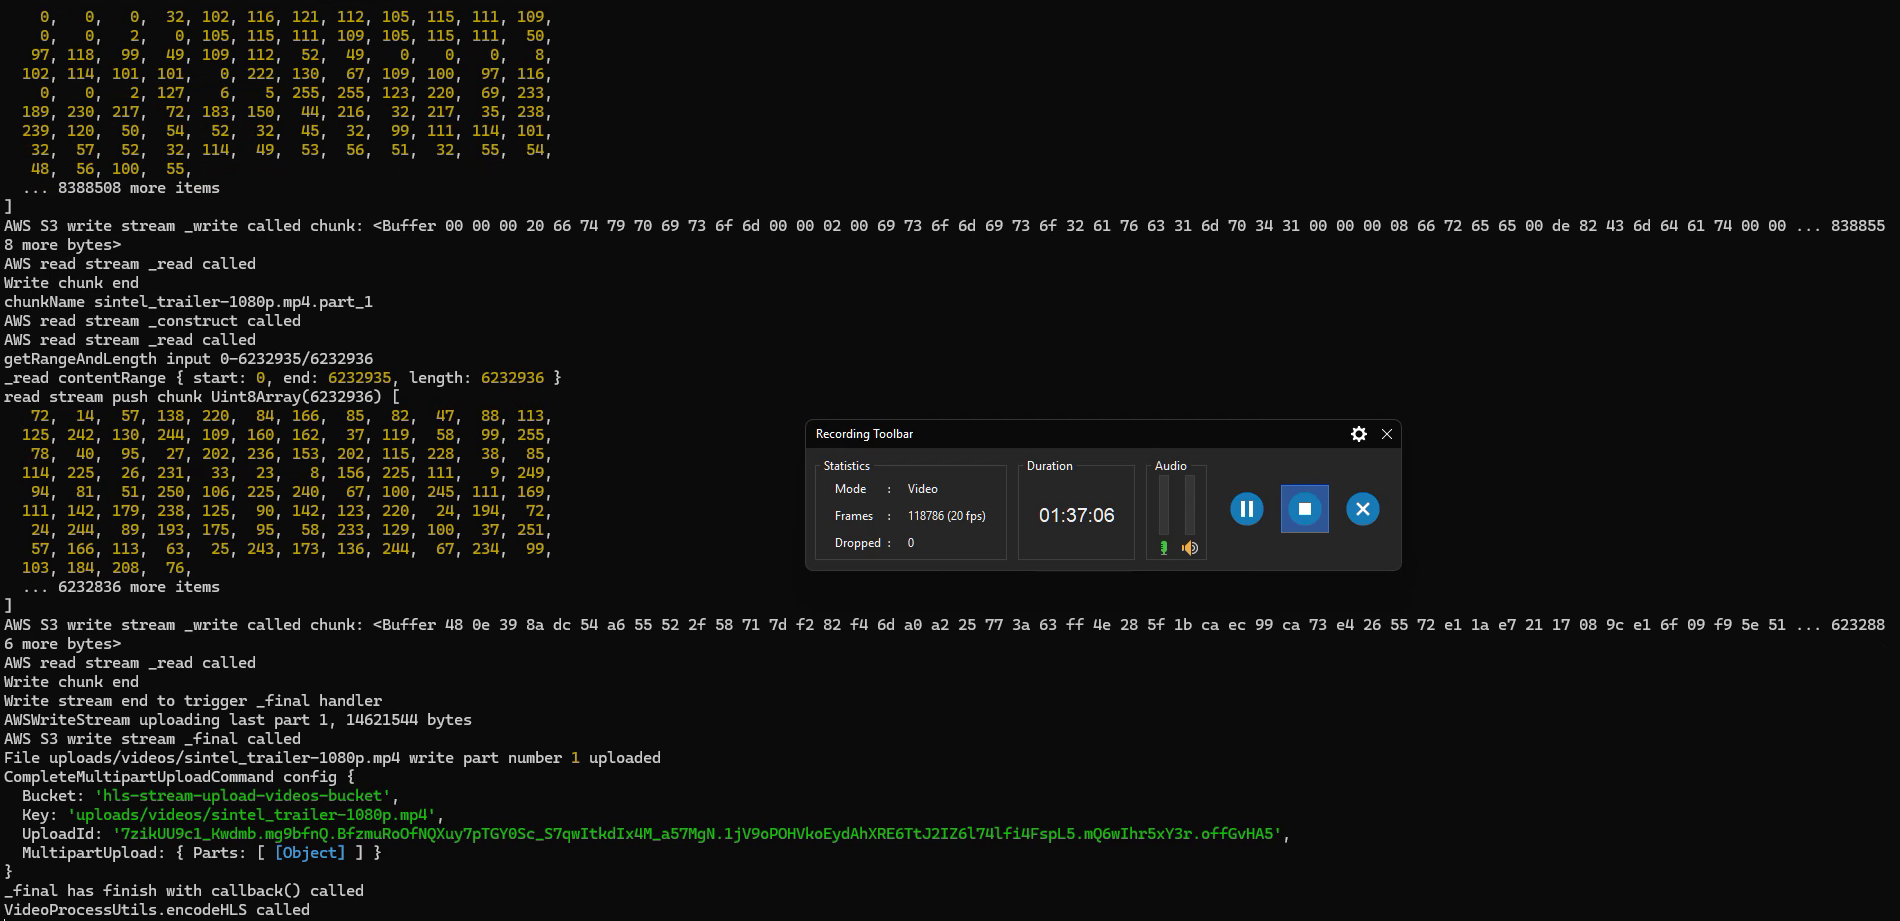 0,   0,   0,  32, 102, 116, 121, 112, 105, 115, 111, 109,
0,   0,   2,   0, 105, 115, 111, 109, 105, 115, 111,  50,
97, 118,  99,  49, 109, 112,  52,  49,   0,   0,   0,   8,
102, 114, 101, 101,   0, 222, 130,  67, 109, 100,  97, 116,
0,   0,   2, 127,   6,   5, 255, 255, 123, 220,  69, 233,
189, 230, 217,  72, 183, 150,  44, 216,  32, 217,  35, 238,
239, 120,  50,  54,  52,  32,  45,  32,  99, 111, 114, 101,
32,  57,  52,  32, 114,  49,  53,  56,  51,  32,  55,  54,
48,  56, 100,  55,
... 8388508 more items
]
AWS S3 write stream _write called chunk: <Buffer 00 00 00 20 66 74 79 70 69 73 6f 6d 00 00 02 00 69 73 6f 6d 69 73 6f 32 61 76 63 31 6d 70 34 31 00 00 00 08 66 72 65 65 00 de 82 43 6d 64 61 74 00 00 ... 838855
8 more bytes>
AWS read stream _read called
Write chunk end
chunkName sintel_trailer-1080p.mp4.part_1
AWS read stream _construct called
AWS read stream _read called
getRangeAndLength input 0-6232935/6232936
_read contentRange { start: 0, end: 6232935, length: 6232936 }
read stream push chunk Uint8Array(6232936) [
72,  14,  57, 138, 220,  84, 166,  85,  82,  47,  88, 113,
125, 242, 130, 244, 109, 160, 162,  37, 119,  58,  99, 255,
78,  40,  95,  27, 202, 236, 153, 202, 115, 228,  38,  85,
114, 225,  26, 231,  33,  23,   8, 156, 225, 111,   9, 249,
94,  81,  51, 250, 106, 225, 240,  67, 100, 245, 111, 169,
111, 142, 179, 238, 125,  90, 142, 123, 220,  24, 194,  72,
24, 244,  89, 193, 175,  95,  58, 233, 129, 100,  37, 251,
57, 166, 113,  63,  25, 243, 173, 136, 244,  67, 234,  99,
103, 184, 208,  76,
... 6232836 more items
]
AWS S3 write stream _write called chunk: <Buffer 48 0e 39 8a dc 54 a6 55 52 2f 58 71 7d f2 82 f4 6d a0 a2 25 77 3a 63 ff 4e 28 5f 1b ca ec 99 ca 73 e4 26 55 72 e1 1a e7 21 17 08 9c e1 6f 09 f9 5e 51 ... 623288
6 more bytes>
AWS read stream _read called
Write chunk end
Write stream end to trigger _final handler
AWSWriteStream uploading last part 1, 14621544 bytes
AWS S3 write stream _final called
File uploads/videos/sintel_trailer-1080p.mp4 write part number 1 uploaded
CompleteMultipartUploadCommand config {
Bucket: 'hls-stream-upload-videos-bucket',
Key: 'uploads/videos/sintel_trailer-1080p.mp4',
UploadId: '7zikUU9c1_Kwdmb.mg9bfnQ.BfzmuRoOfNQXuy7pTGY0Sc_S7qwItkdIx4M_a57MgN.1jV9oPOHVkoEydAhXRE6TtJ2IZ6l74lfi4FspL5.mQ6wIhr5xY3r.offGvHA5',
MultipartUpload: { Parts: [ [Object] ] }
}
_final has finish with callback() called
VideoProcessUtils.encodeHLS called
Recording Toolbar
Statistics
Mode : Video
Frames : 118786 (20 fps)
Dropped : 0
Duration
01:37:06
Audio